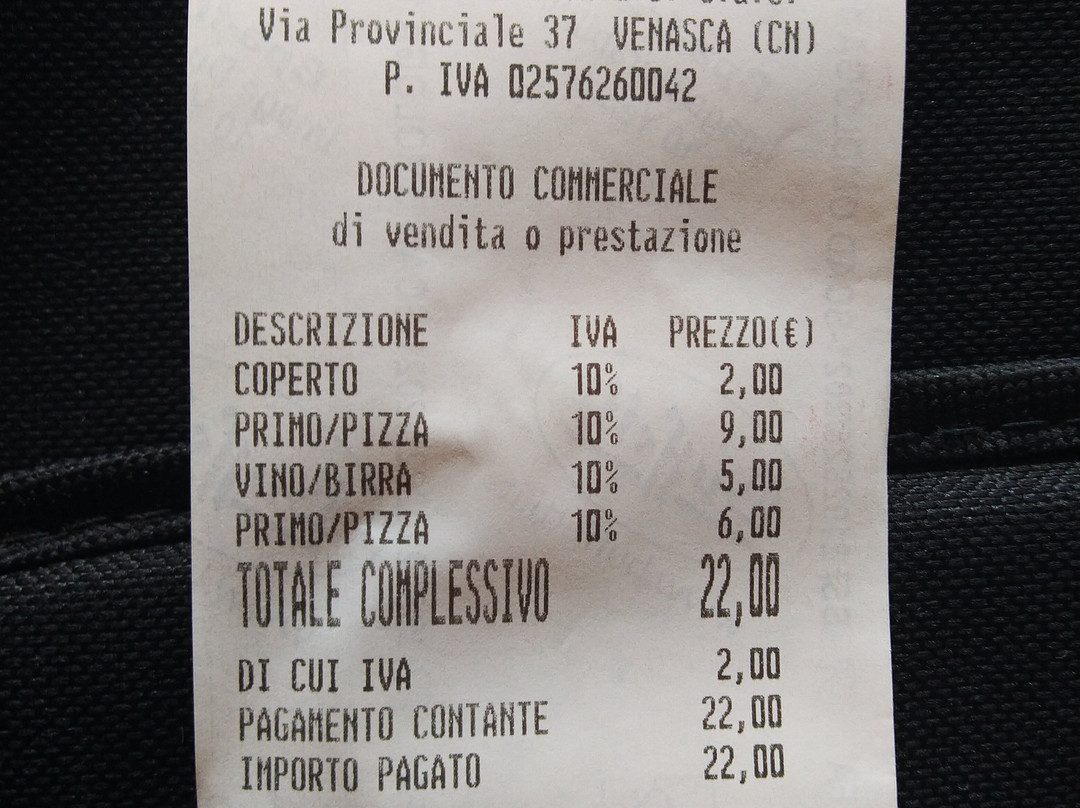 Via Provinciale 37 VENASCA (CN)
P. IVA 02576260042
DOCUMENTO COMMERCIALE
di vendita o prestazione
DESCRIZIONE IVA PREZZO(€)
COPERTO 10% 2,00
PRIMO/PIZZA 10% 9,00
VINO/BIRRA 10% 5,00
PRIMO/PIZZA 10% 6,00
TOTALE COMPLESSIVO 22,00
DI CUI IVA 2,00
PAGAMENTO CONTANTE 22,00
IMPORTO PAGATO 22,00